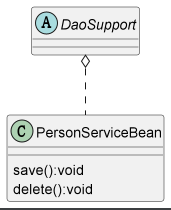 A DaoSupport
C PersonServiceBean
save():void
delete():void